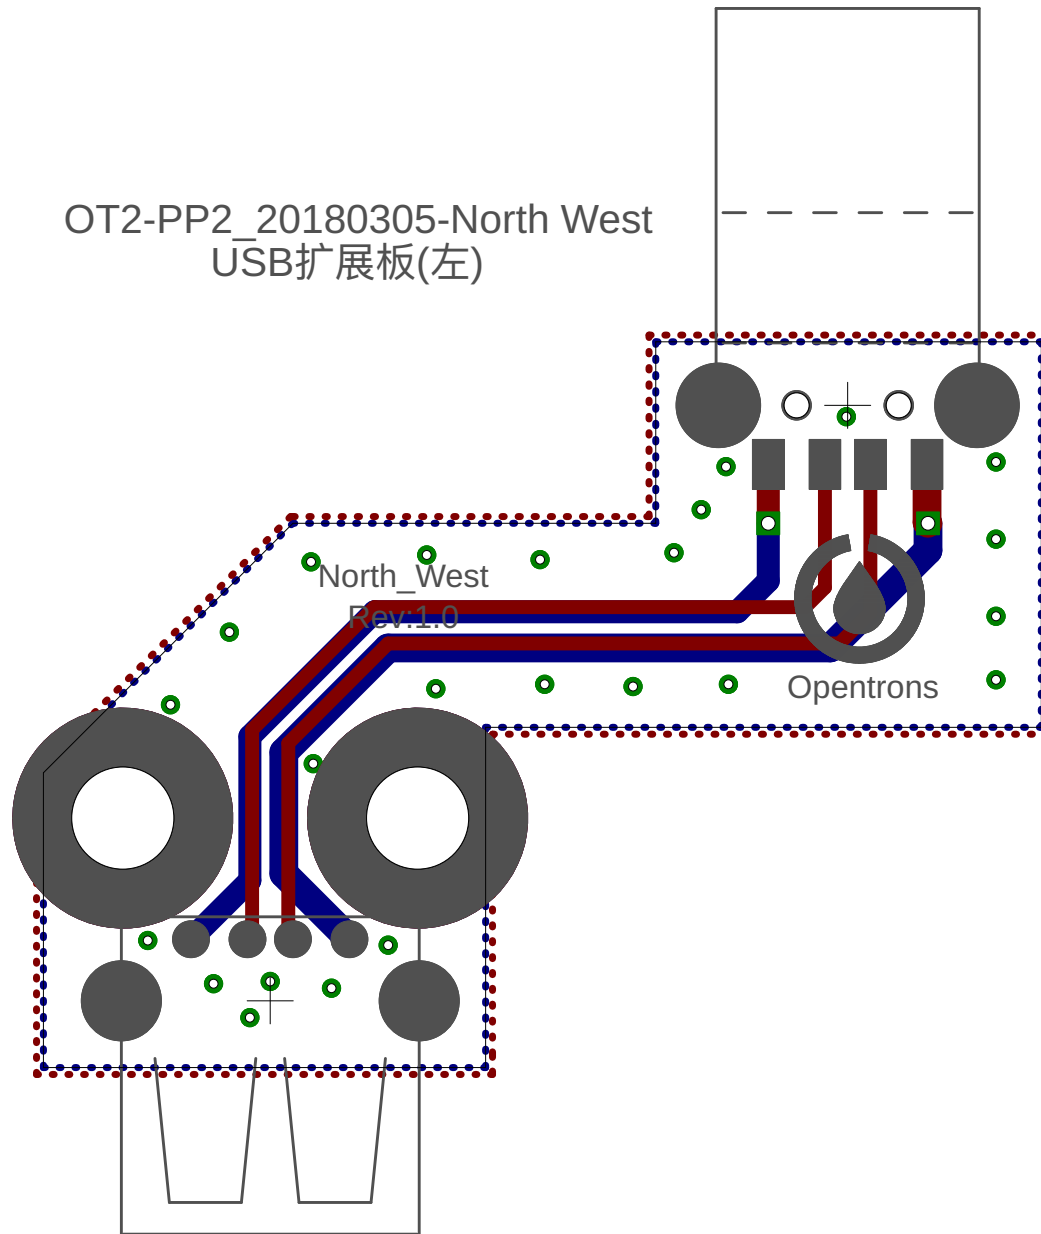 OT2-PP2_20180305-North West
USB扩展板(左)
North_West
Rev:1.0
Opentrons